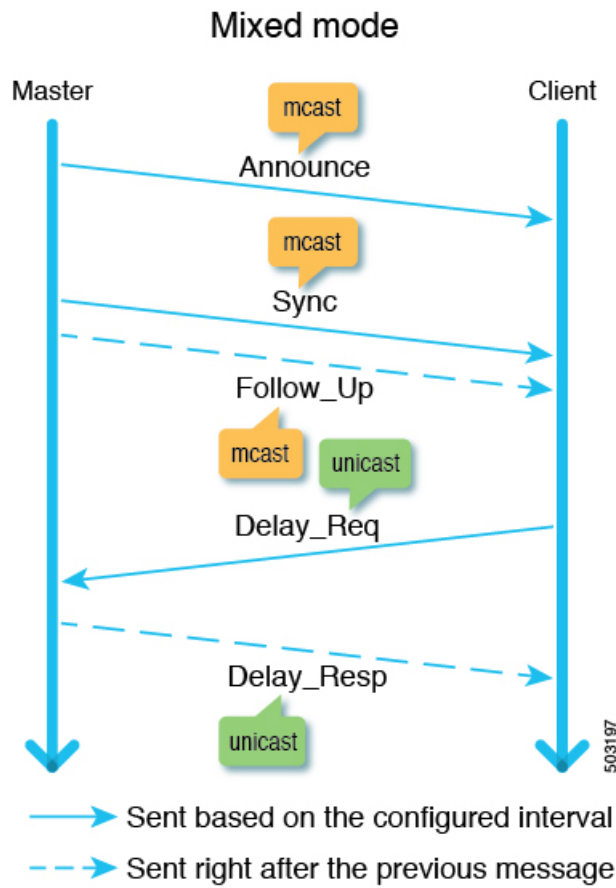 Mixed mode
Master
Client
mcast
Announce
mcast
Sync
Follow_Up
mcast
unicast
Delay_Req
Delay_Resp
unicast
503197
Sent based on the configured interval
Sent right after the previous message